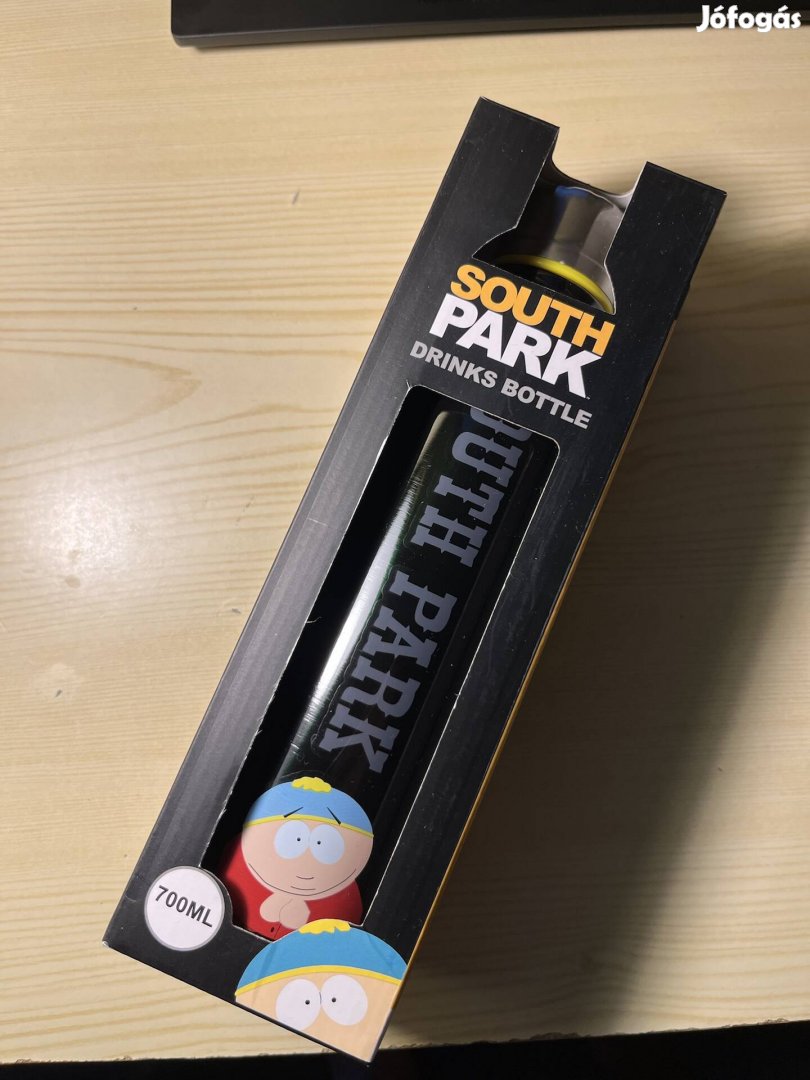 Jófogás
SOUTH
PARK
DRINKS BOTTLE
OUTH PARK
700ML